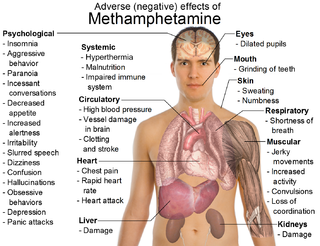 Adverse (negative) effects of
Methamphetamine
Psychological
- Insomnia
- Aggressive
behavior
- Paranoia
- Incessant
conversations
- Decreased
appetite
- Increased
alertness
- Irritability
- Slurred speech
- Dizziness
- Confusion
- Hallucinations
- Obsessive
behaviors
- Depression
- Panic attacks
Systemic
- Hyperthermia
- Malnutrition
- Impaired immune
system
Circulatory
- High blood pressure
- Vessel damage
in brain
- Clotting
and stroke
Heart
- Chest pain
- Rapid heart
rate
- Heart attack
Liver
- Damage
Eyes
- Dilated pupils
Mouth
- Grinding of teeth
Skin
- Sweating
- Numbness
Respiratory
- Shortness of
breath
Muscular
- Jerky
movements
- Increased
activity
- Convulsions
- Loss of
coordination
Kidneys
- Damage